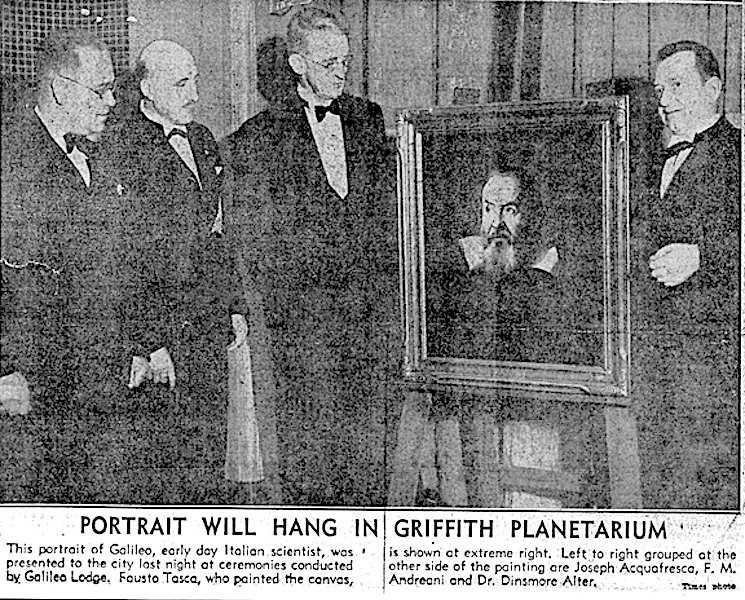 PORTRAIT WILL HANG IN GRIFFITH PLANETARIUM
This portrait of Galileo, early day Italian scientist, was
presented to the city last night at ceremonies conducted
by Galileo Lodge. Fausto Tasca, who painted the canvas,
is shown at extreme right. Left to right grouped at the
other side of the painting are Joseph Acquafresca, F. M.
Andreani and Dr. Dinsmore Alter.
Times photo